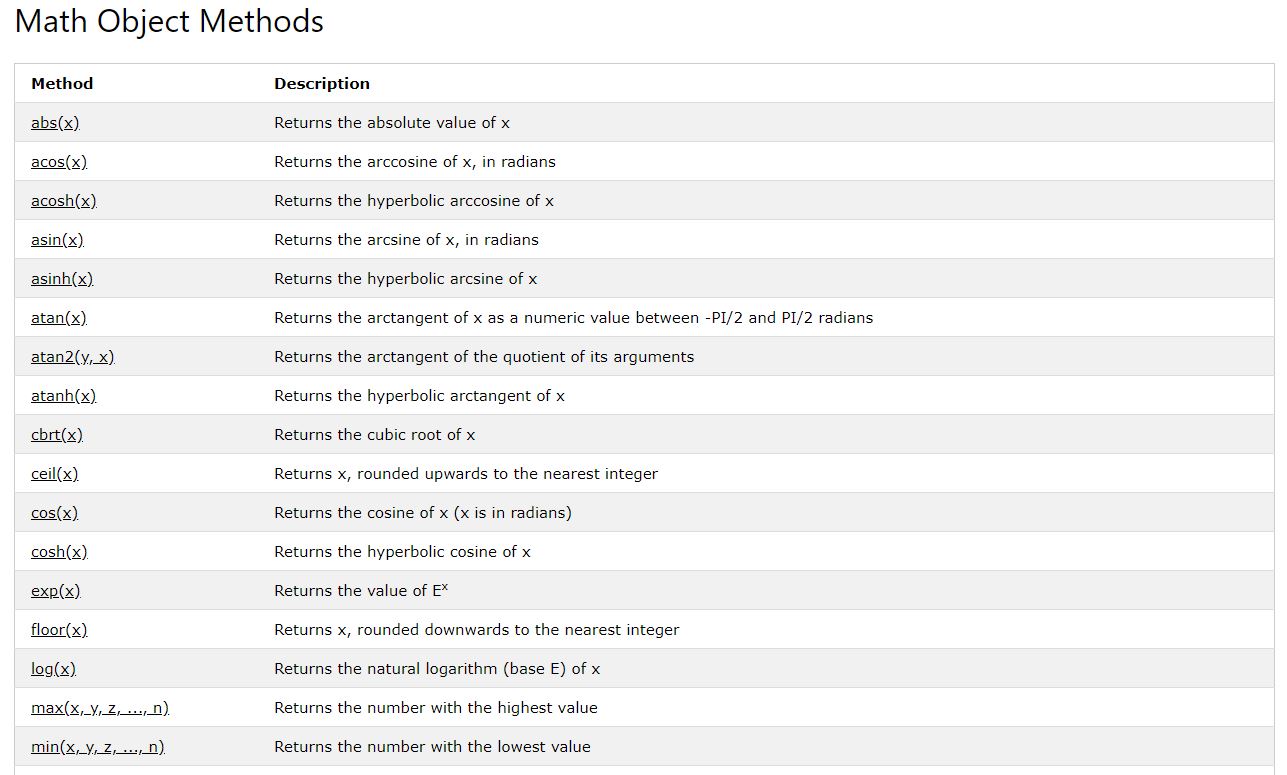 Math Object Methods
Method Description
abs(x) Returns the absolute value of x
acos(x) Returns the arccosine of x, in radians
acosh(x) Returns the hyperbolic arccosine of x
asin(x) Returns the arcsine of x, in radians
asinh(x) Returns the hyperbolic arcsine of x
atan(x) Returns the arctangent of x as a numeric value between -PI/2 and PI/2 radians
atan2(y, x) Returns the arctangent of the quotient of its arguments
atanh(x) Returns the hyperbolic arctangent of x
cbrt(x) Returns the cubic root of x
ceil(x) Returns x, rounded upwards to the nearest integer
cos(x) Returns the cosine of x (x is in radians)
cosh(x) Returns the hyperbolic cosine of x
exp(x) Returns the value of Eˣ
floor(x) Returns x, rounded downwards to the nearest integer
log(x) Returns the natural logarithm (base E) of x
max(x, y, z, ..., n) Returns the number with the highest value
min(x, y, z, ..., n) Returns the number with the lowest value